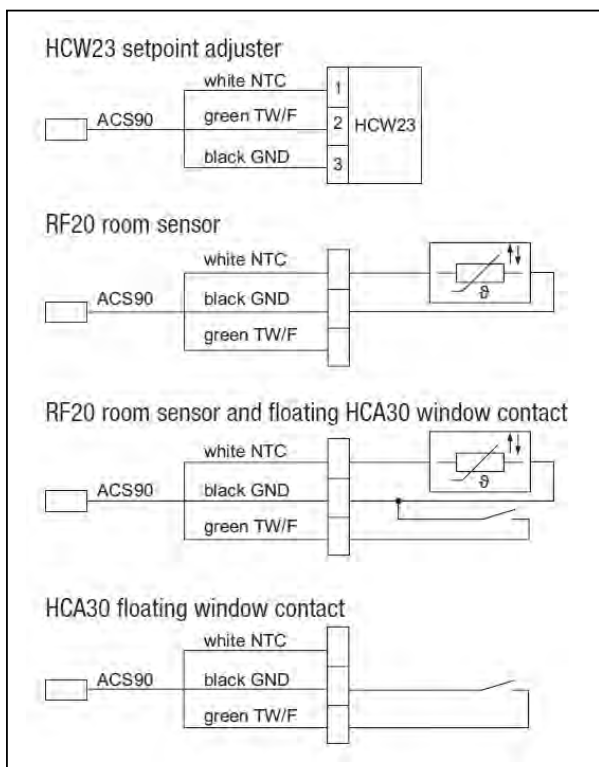 HCW23 setpoint adjuster
white NTC
1
ACS90
green TW/F
2
HCW23
black GND
3
RF20 room sensor
white NTC
ACS90
black GND
ϑ
green TW/F
RF20 room sensor and floating HCA30 window contact
white NTC
ACS90
black GND
ϑ
green TW/F
HCA30 floating window contact
white NTC
ACS90
black GND
green TW/F